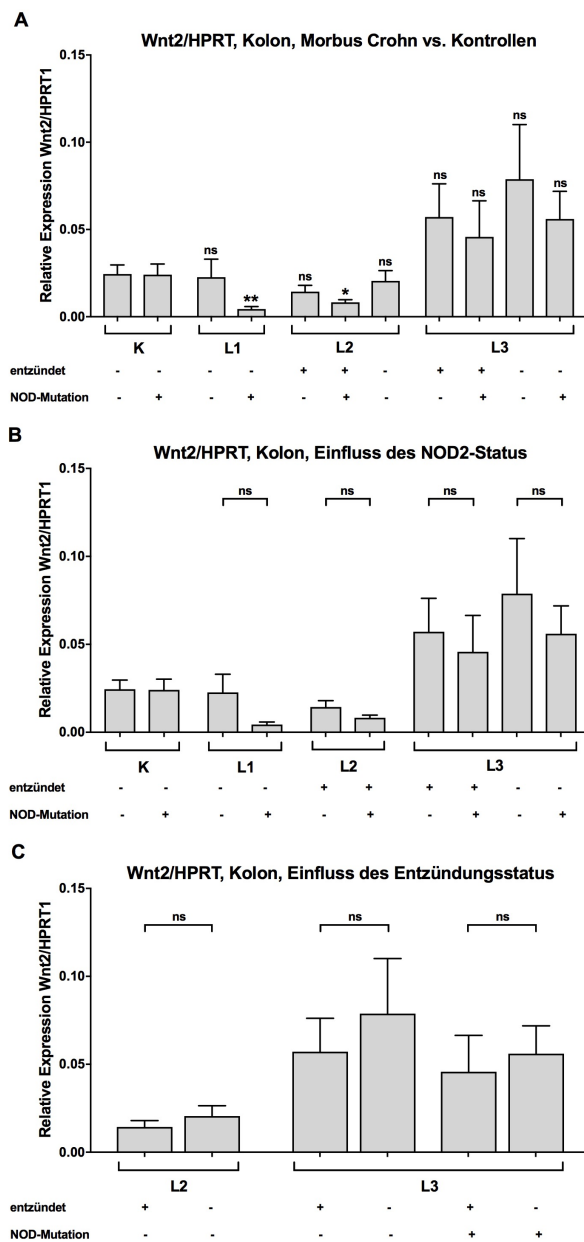 A
Wnt2/HPRT, Kolon, Morbus Crohn vs. Kontrollen
Relative Expression Wnt2/HPRT1
0.15
0.10
0.05
0.00
ns ** ns * ns ns ns ns ns
K L1 L2 L3
entzündet - - - - + + - + + - -
NOD-Mutation - + - + - + - - + - +
B
Wnt2/HPRT, Kolon, Einfluss des NOD2-Status
Relative Expression Wnt2/HPRT1
0.15
0.10
0.05
0.00
ns ns ns ns
K L1 L2 L3
entzündet - - - - + + + + - -
NOD-Mutation - + - + - + - + - +
C
Wnt2/HPRT, Kolon, Einfluss des Entzündungsstatus
Relative Expression Wnt2/HPRT1
0.15
0.10
0.05
0.00
ns ns ns
L2 L3
entzündet + - + - + -
NOD-Mutation - - - - + +